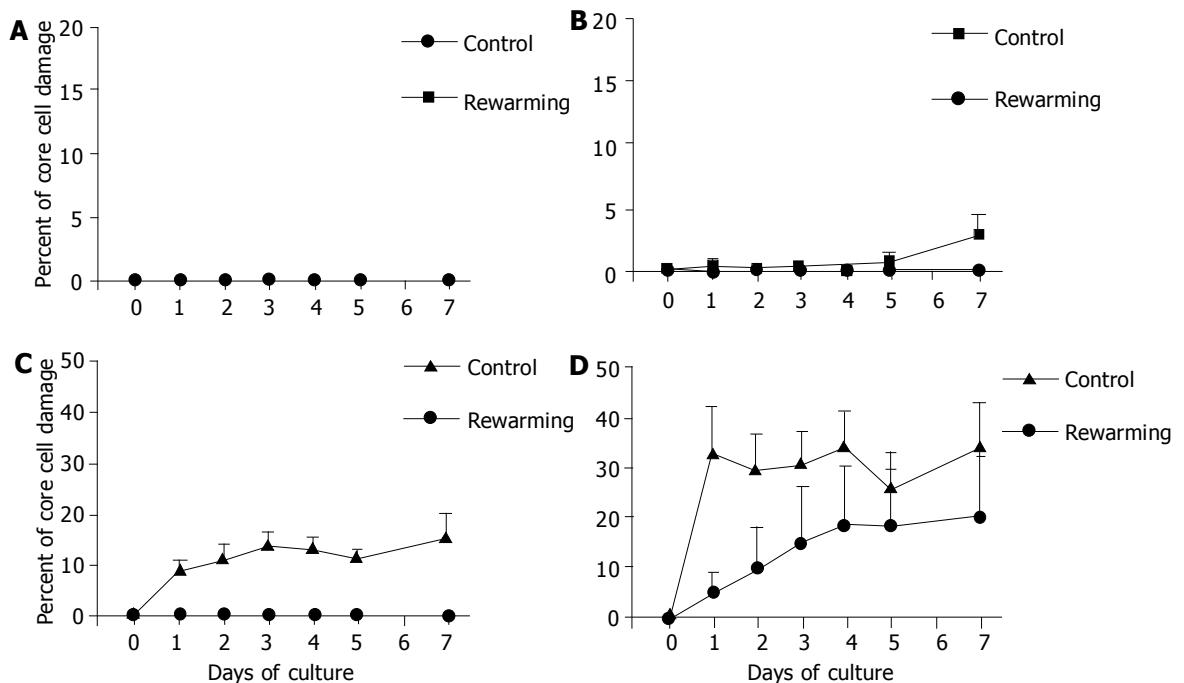 A
Percent of core cell damage
20
15
10
5
0
0 1 2 3 4 5 6 7
Control
Rewarming
B
20
15
10
5
0
0 1 2 3 4 5 6 7
Control
Rewarming
C
Percent of core cell damage
50
40
30
20
10
0
0 1 2 3 4 5 6 7
Days of culture
Control
Rewarming
D
50
40
30
20
10
0
0 1 2 3 4 5 6 7
Days of culture
Control
Rewarming